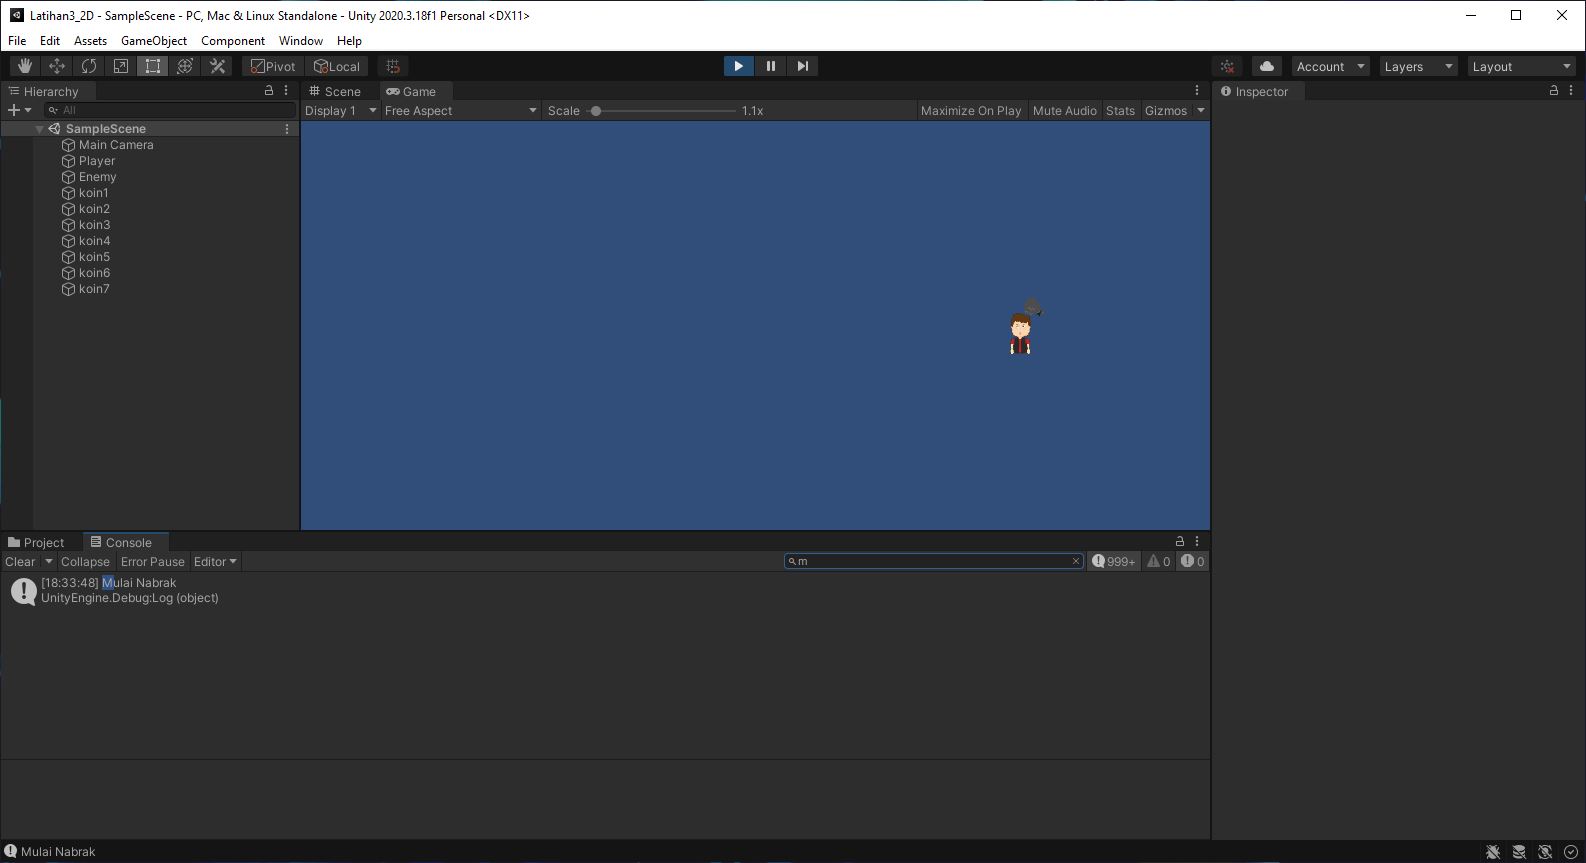 Latihan3_2D - SampleScene - PC, Mac & Linux Standalone - Unity 2020.3.18f1 Personal <DX11>
File Edit Assets GameObject Component Window Help
Pivot Local Account Layers Layout
Hierarchy Scene Game Inspector
All Display 1 Free Aspect Scale 1.1x Maximize On Play Mute Audio Stats Gizmos
SampleScene
Main Camera
Player
Enemy
koin1
koin2
koin3
koin4
koin5
koin6
koin7
Project Console
Clear Collapse Error Pause Editor m 999+ 0 0
[18:33:48] Mulai Nabrak
UnityEngine.Debug:Log (object)
Mulai Nabrak